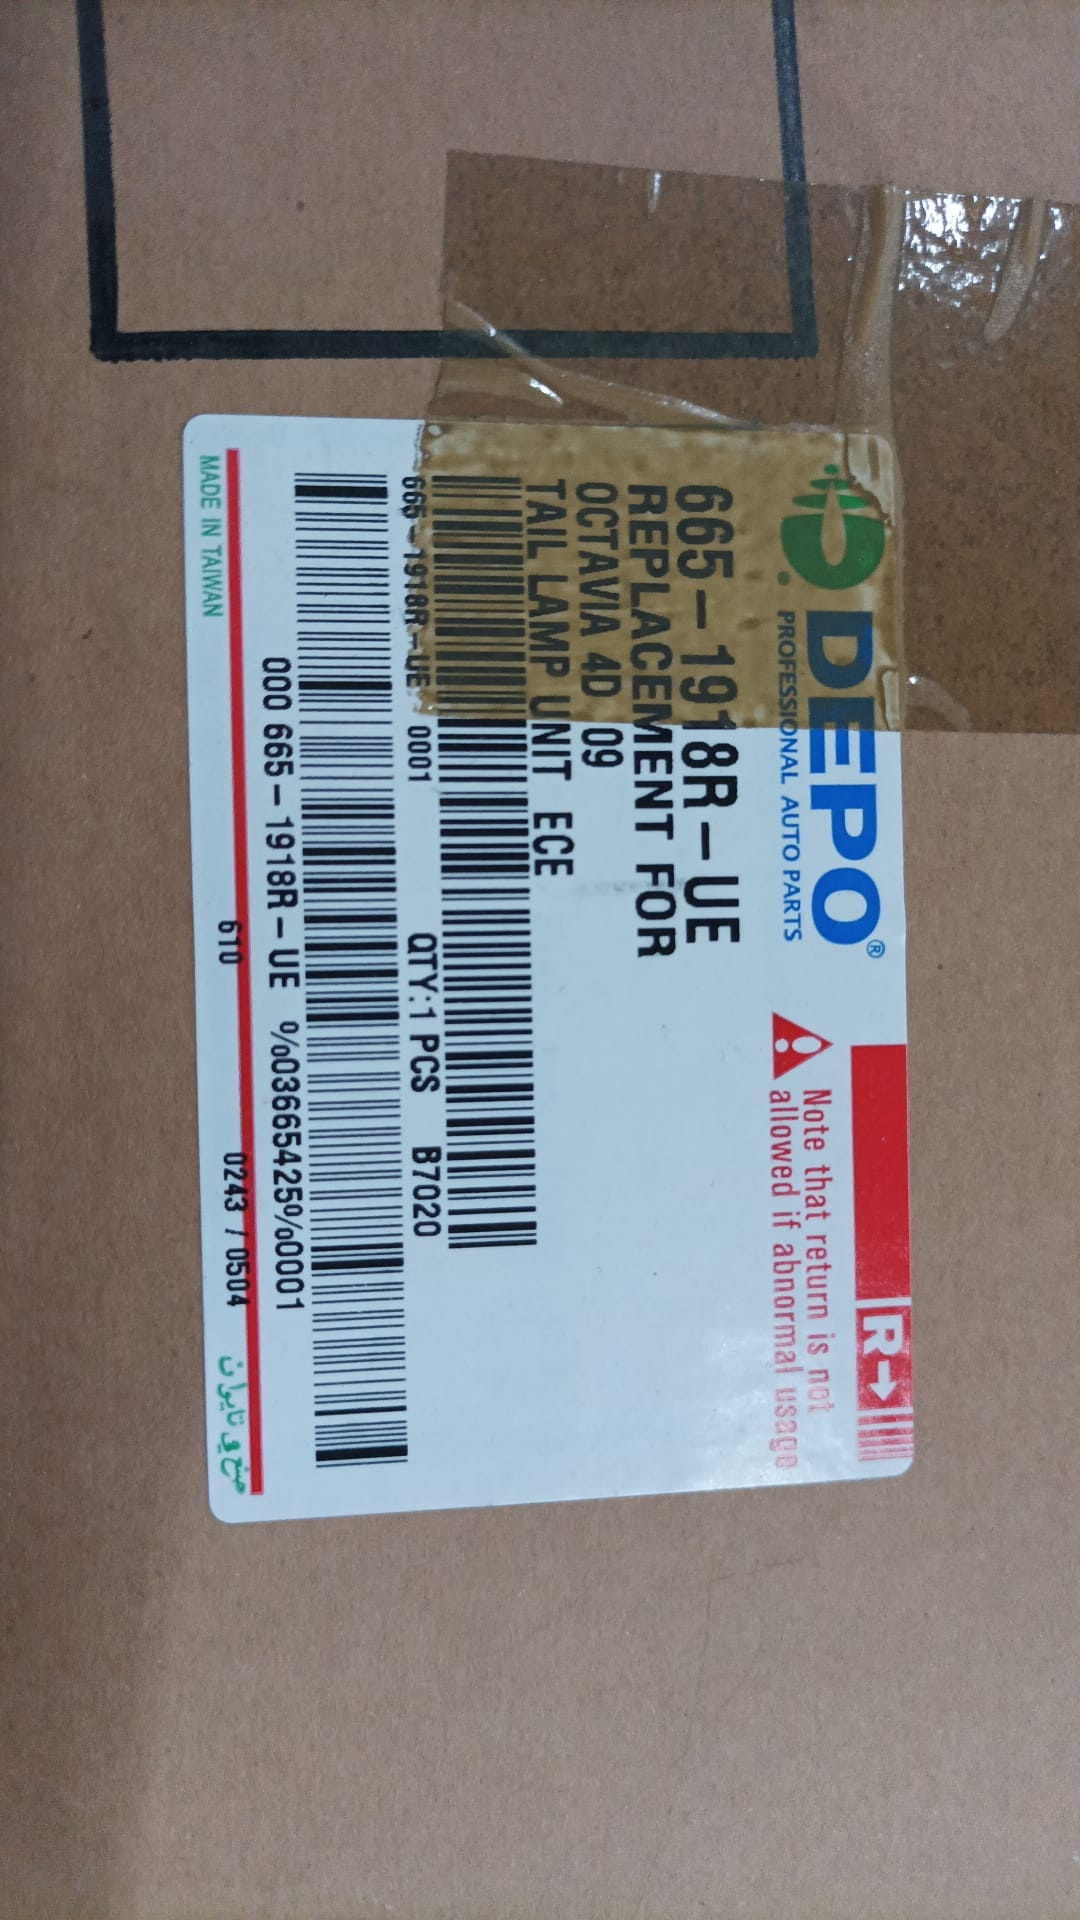 DEPO®
PROFESSIONAL AUTO PARTS
R→
Note that return is not
allowed if abnormal usage
665-1918R-UE
REPLACEMENT FOR
OCTAVIA 4D 09
TAIL LAMP UNIT ECE
665-1918R-UE 0001 QTY:1 PCS B7020
000 665-1918R-UE %03665425%0001
610 0243 / 0504
MADE IN TAIWAN صنع في تايوان